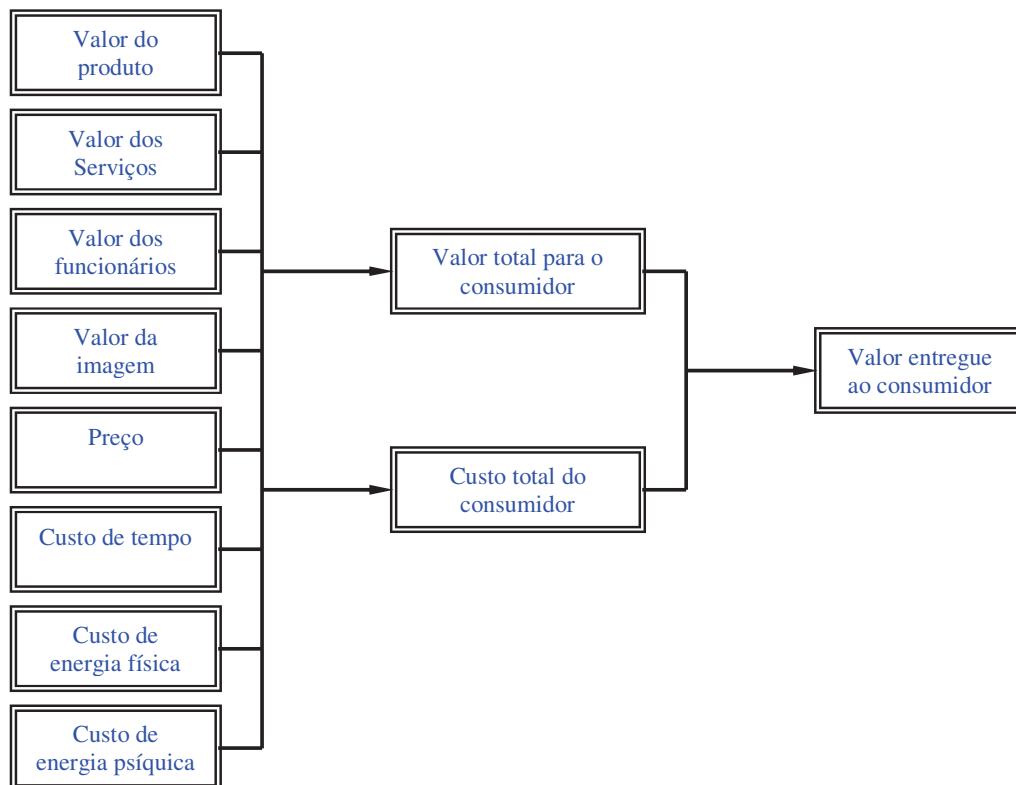 Valor do
produto
Valor dos
Serviços
Valor dos
funcionários
Valor da
imagem
Preço
Custo de tempo
Custo de
energia física
Custo de
energia psíquica
Valor total para o
consumidor
Custo total do
consumidor
Valor entregue
ao consumidor